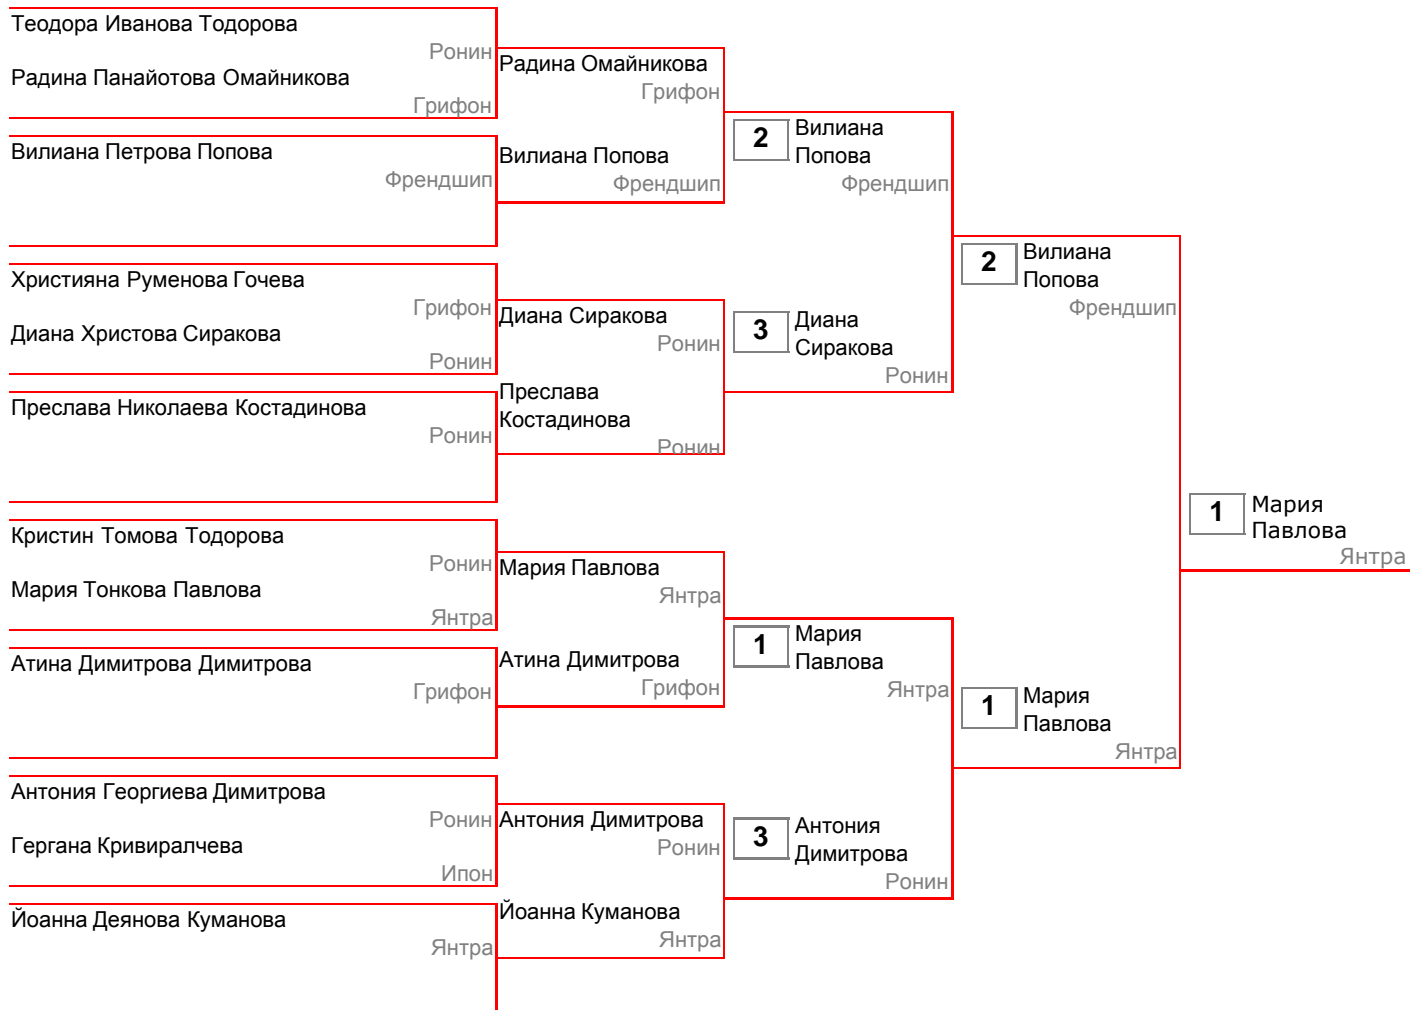 Теодора Иванова Тодорова
Ронин
Радина Панайотова Омайникова
Грифон
Вилиана Петрова Попова
Френдшип
Християна Руменова Гочева
Грифон
Диана Христова Сиракова
Ронин
Преслава Николаева Костадинова
Ронин
Кристин Томова Тодорова
Ронин
Мария Тонкова Павлова
Янтра
Атина Димитрова Димитрова
Грифон
Антония Георгиева Димитрова
Ронин
Гергана Кривиралчева
Ипон
Йоанна Деянова Куманова
Янтра
Радина Омайникова
Грифон
Вилиана Попова
Френдшип
Диана Сиракова
Ронин
Преслава
Костадинова
Ронин
Мария Павлова
Янтра
Атина Димитрова
Грифон
Антония Димитрова
Ронин
Йоанна Куманова
Янтра
2 Вилиана
Попова
Френдшип
3 Диана
Сиракова
Ронин
1 Мария
Павлова
Янтра
3 Антония
Димитрова
Ронин
2 Вилиана
Попова
Френдшип
1 Мария
Павлова
Янтра
1 Мария
Павлова
Янтра